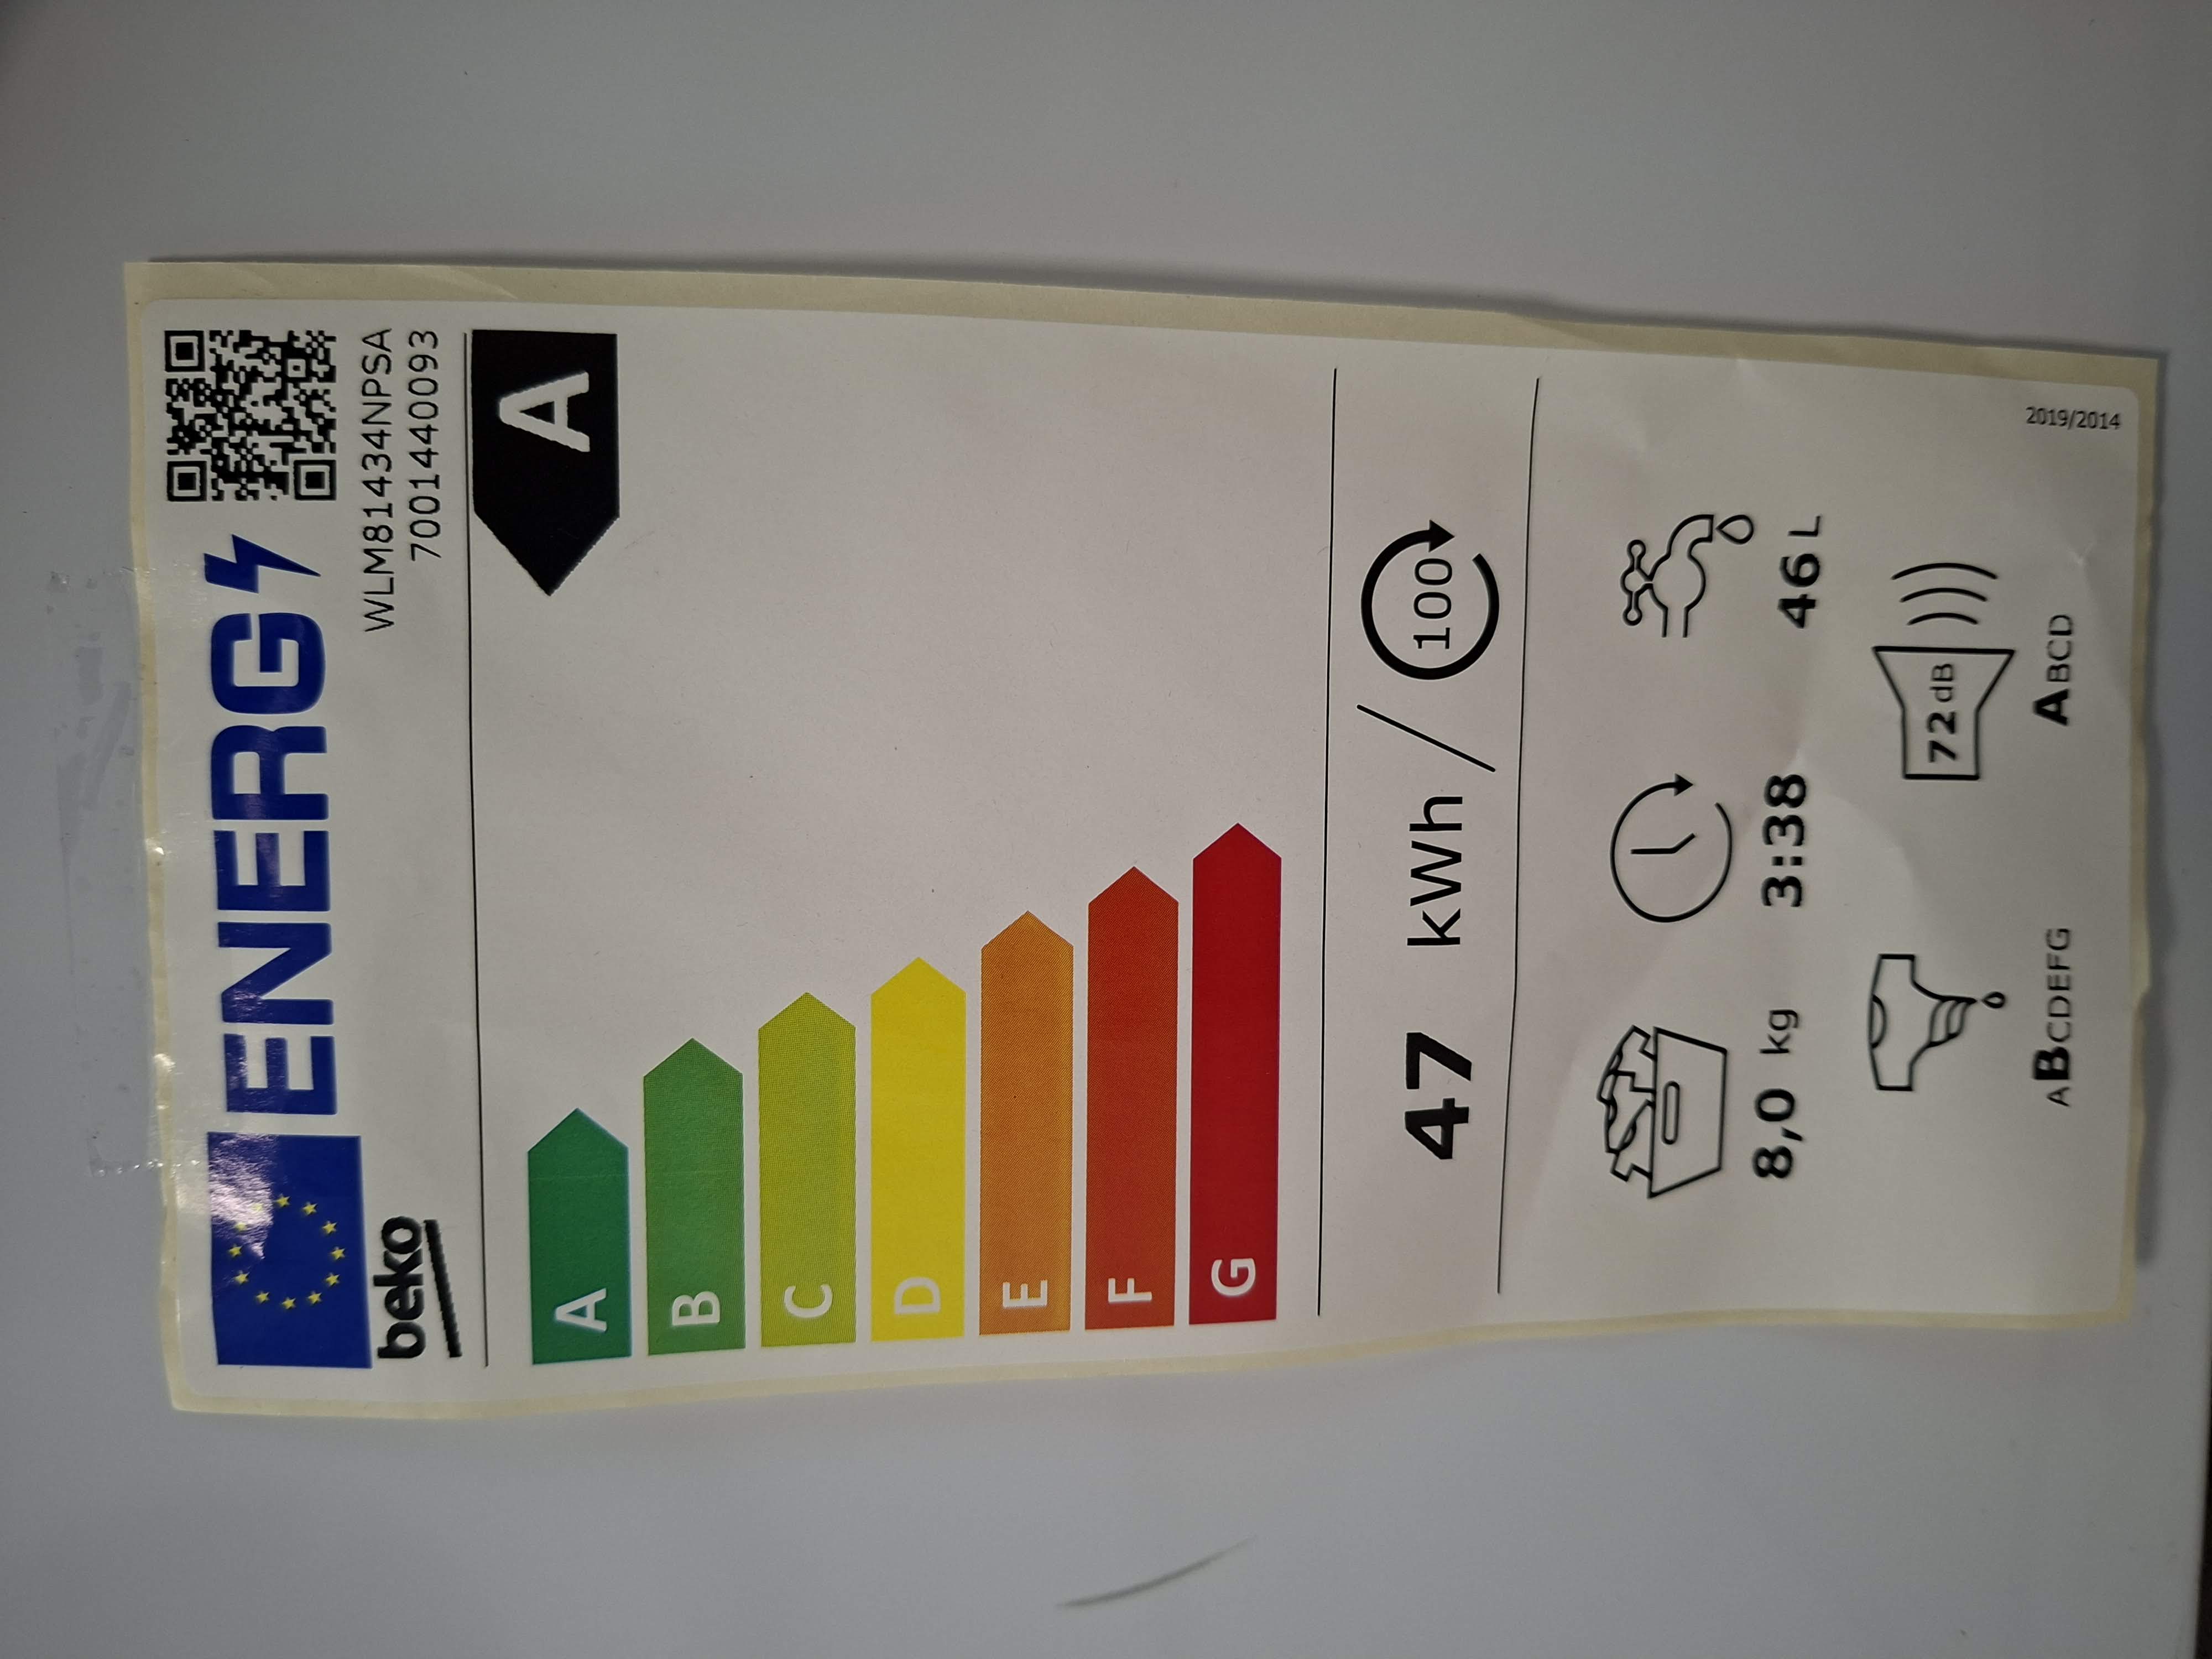 ENERG
beko
WLM81434NPSA
7001440093
A
A
B
C
D
E
F
G
47 kWh / 100
8,0 kg
3:38
46 L
72 dB
ABCDEFG
ABCD
2019/2014